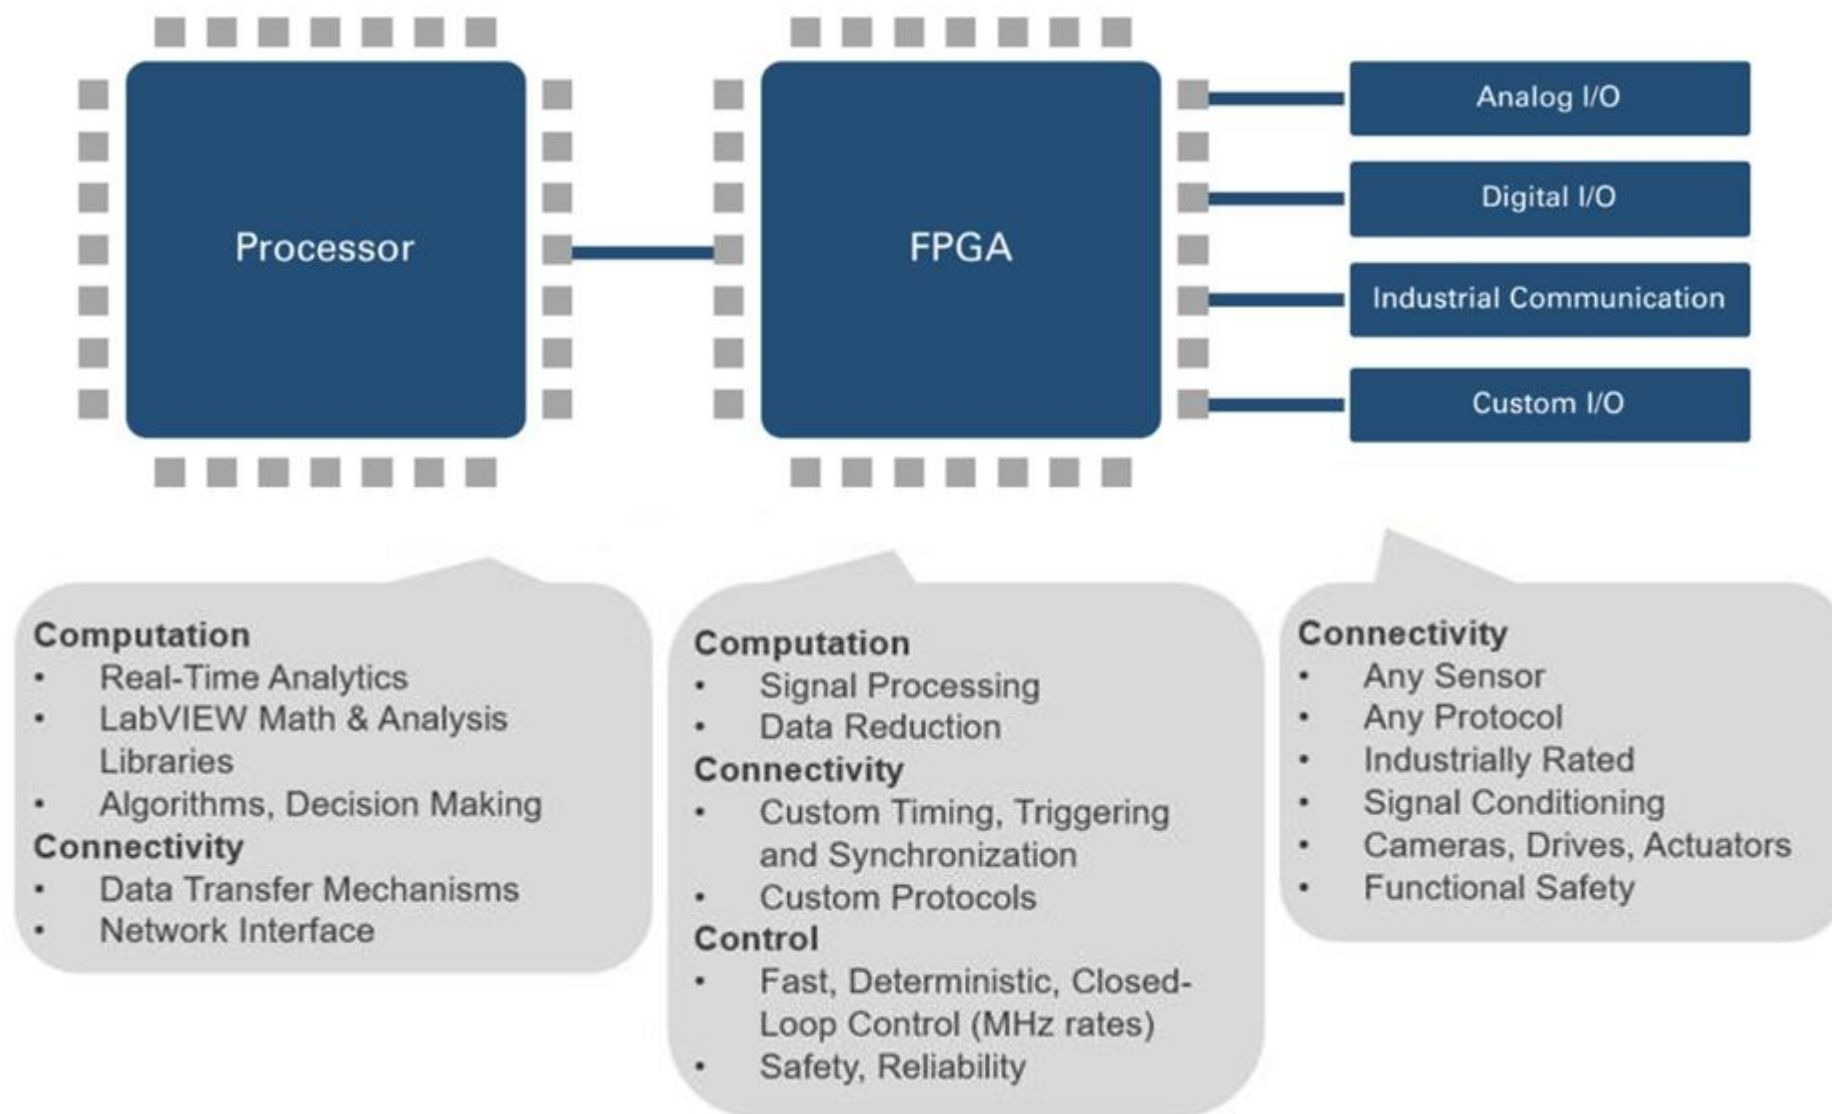 Processor
FPGA
Analog I/O
Digital I/O
Industrial Communication
Custom I/O
Computation
• Real-Time Analytics
• LabVIEW Math & Analysis
Libraries
• Algorithms, Decision Making
Connectivity
• Data Transfer Mechanisms
• Network Interface
Computation
• Signal Processing
• Data Reduction
Connectivity
• Custom Timing, Triggering
and Synchronization
• Custom Protocols
Control
• Fast, Deterministic, Closed-
Loop Control (MHz rates)
• Safety, Reliability
Connectivity
• Any Sensor
• Any Protocol
• Industrially Rated
• Signal Conditioning
• Cameras, Drives, Actuators
• Functional Safety